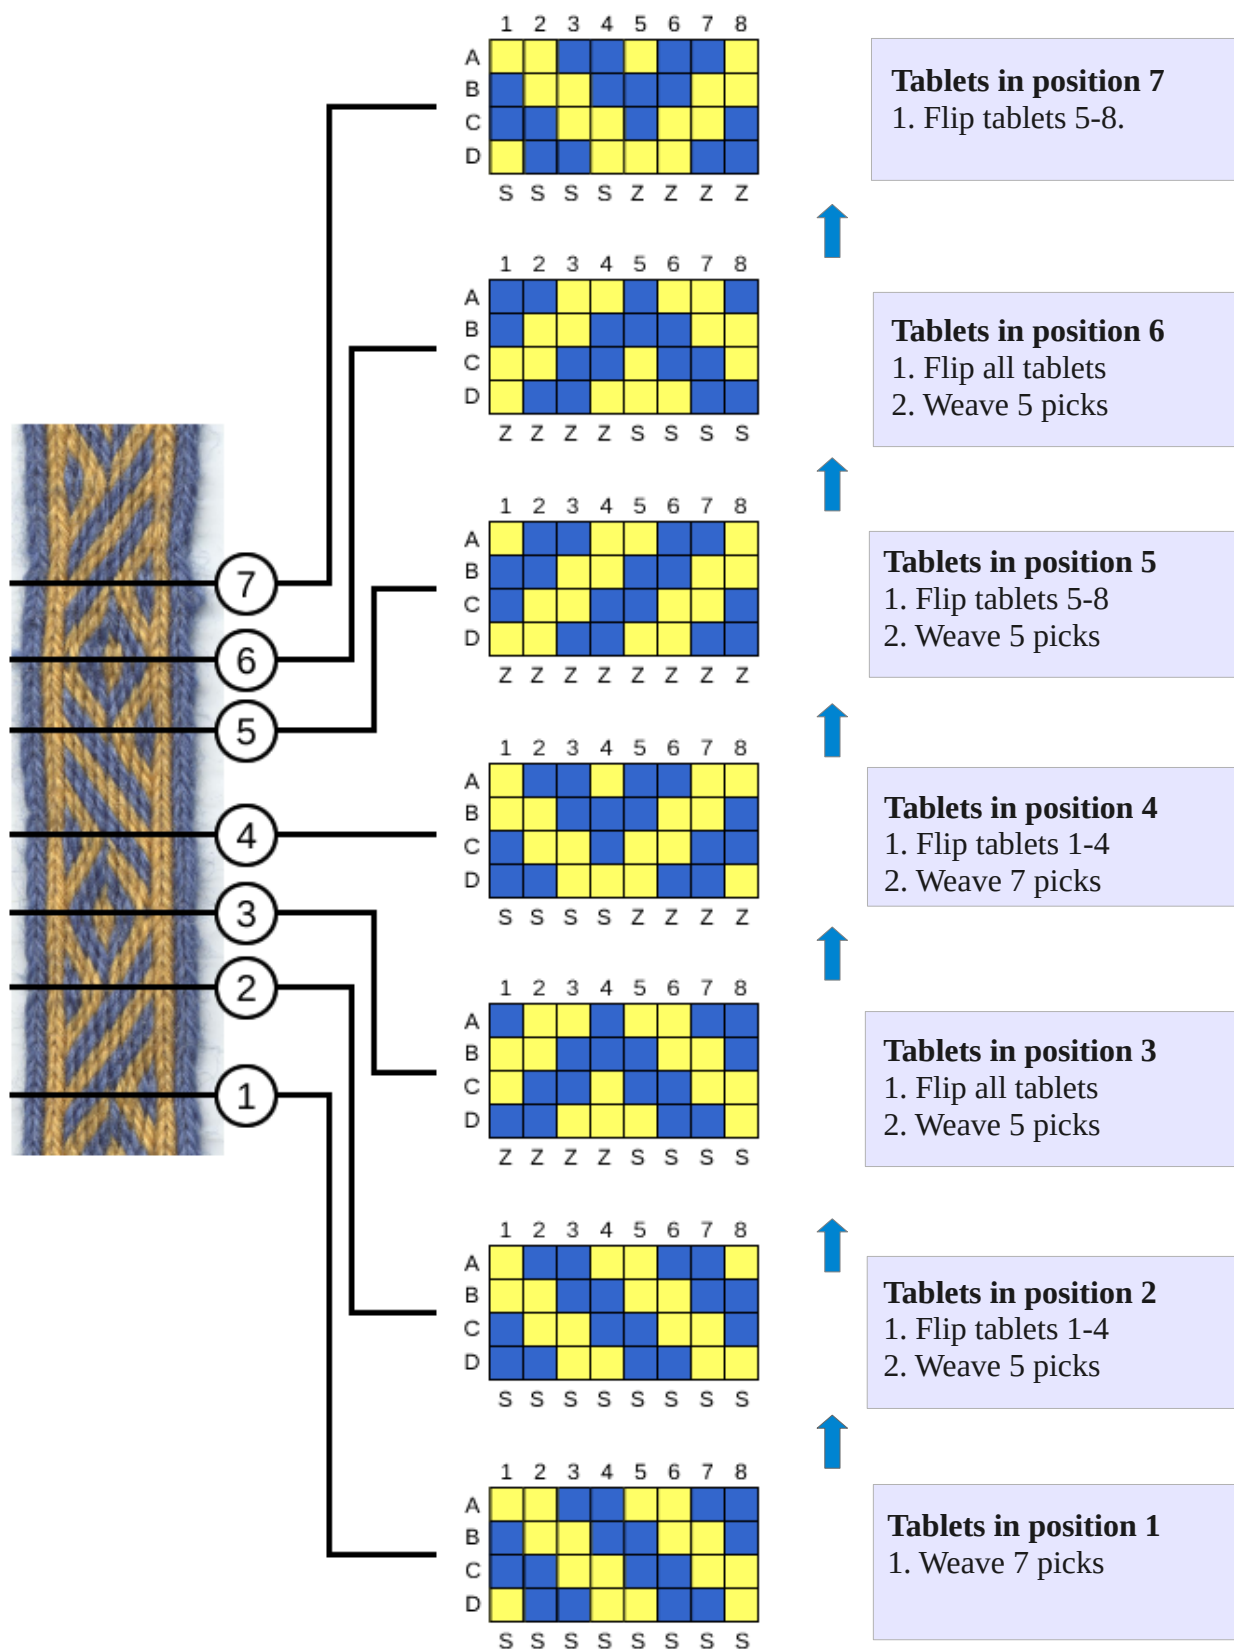 1 2 3 4 5 6 7 8
A
B
C
D
S S S S Z Z Z Z
Tablets in position 7
1. Flip tablets 5-8.
1 2 3 4 5 6 7 8
A
B
C
D
Z Z Z Z S S S S
Tablets in position 6
1. Flip all tablets
2. Weave 5 picks
1 2 3 4 5 6 7 8
A
B
C
D
Z Z Z Z Z Z Z Z
Tablets in position 5
1. Flip tablets 5-8
2. Weave 5 picks
1 2 3 4 5 6 7 8
A
B
C
D
S S S S Z Z Z Z
Tablets in position 4
1. Flip tablets 1-4
2. Weave 7 picks
1 2 3 4 5 6 7 8
A
B
C
D
Z Z Z Z S S S S
Tablets in position 3
1. Flip all tablets
2. Weave 5 picks
1 2 3 4 5 6 7 8
A
B
C
D
S S S S S S S S
Tablets in position 2
1. Flip tablets 1-4
2. Weave 5 picks
1 2 3 4 5 6 7 8
A
B
C
D
S S S S S S S S
Tablets in position 1
1. Weave 7 picks
7
6
5
4
3
2
1